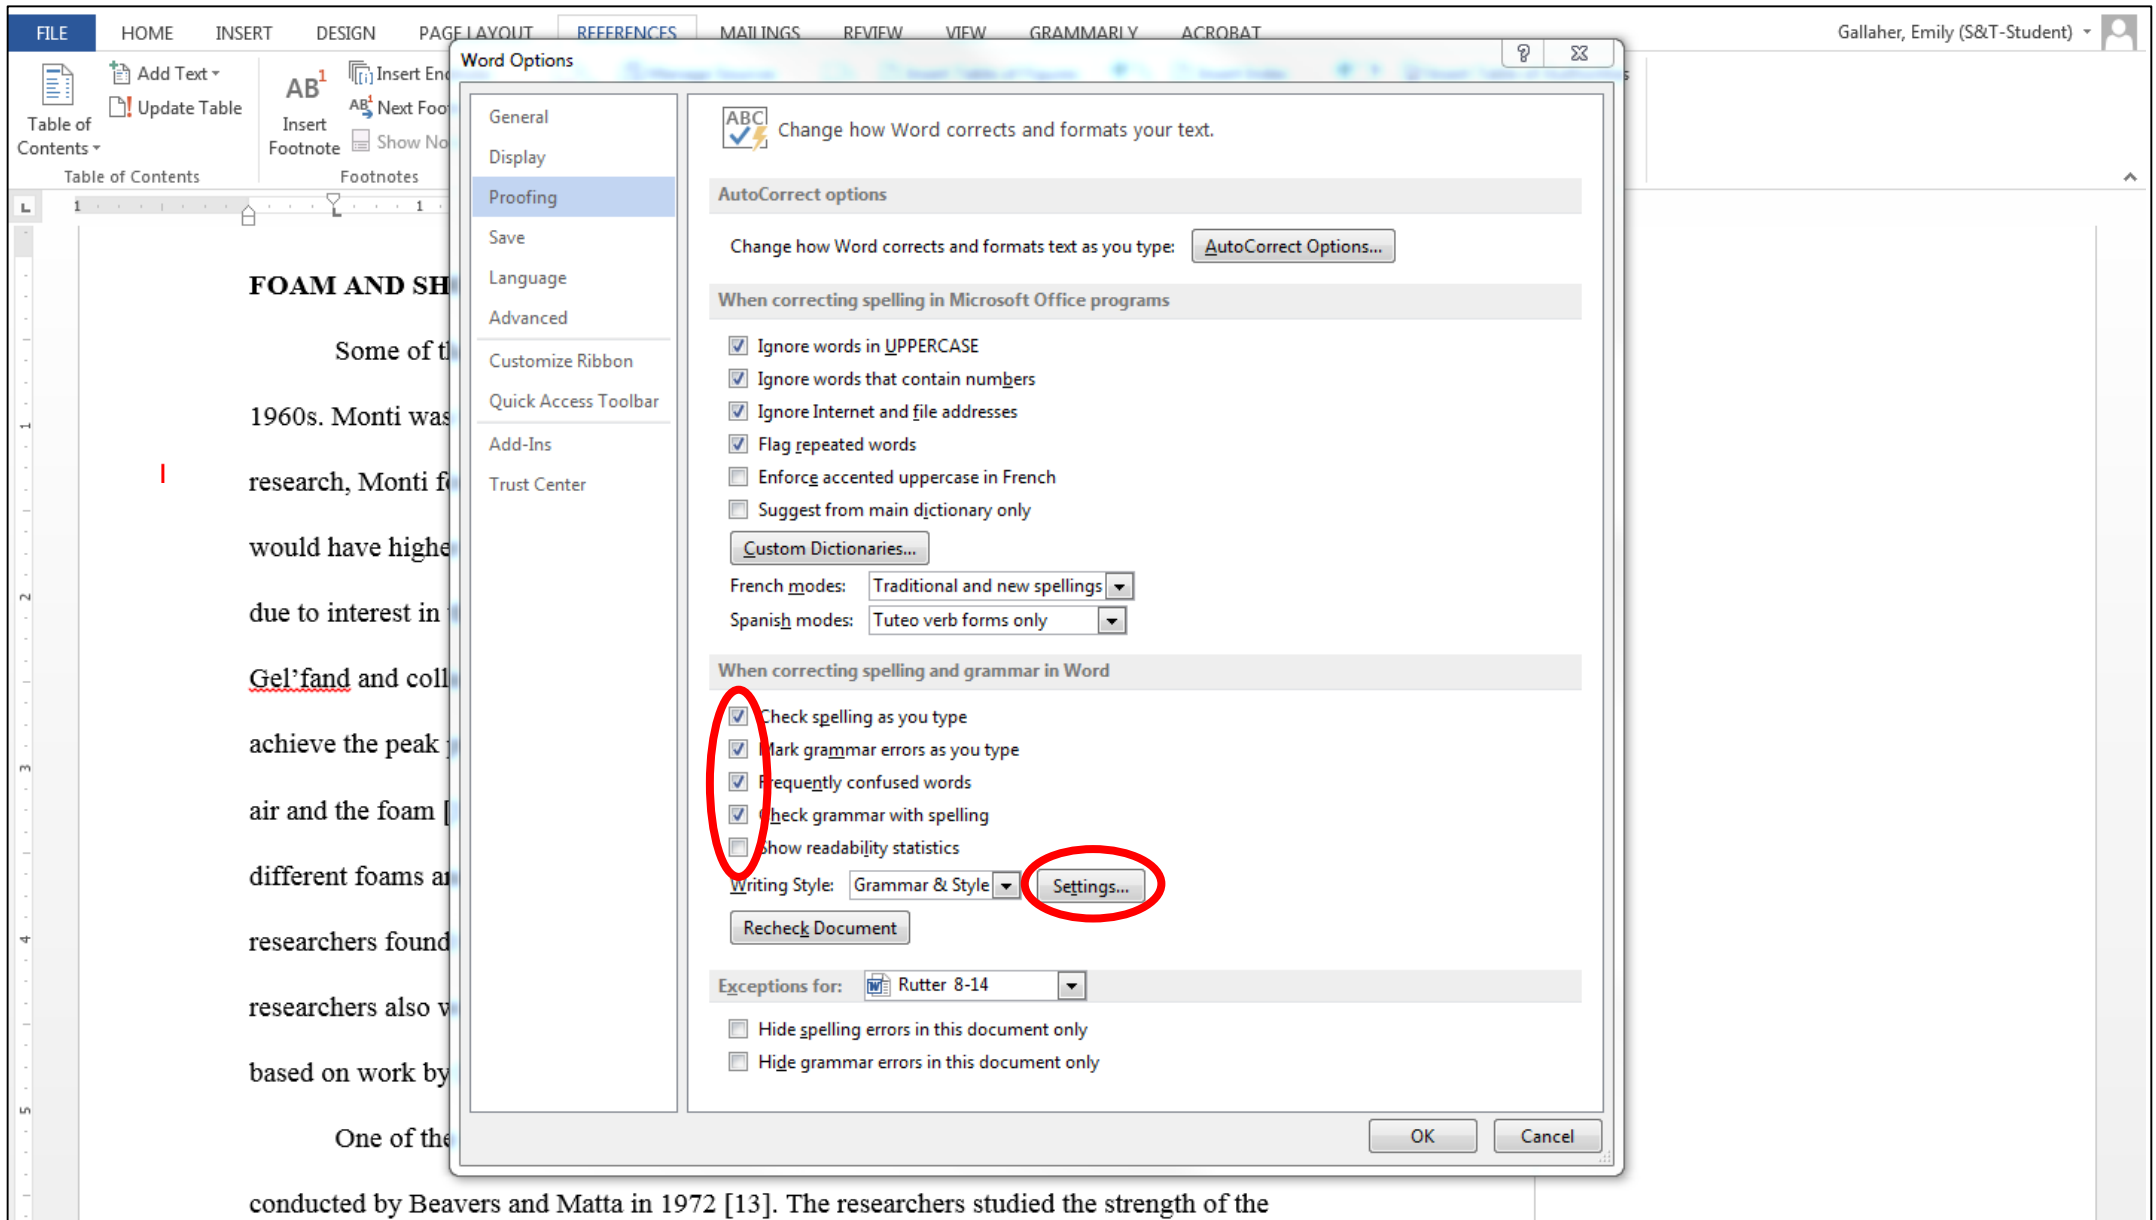 FILE HOME INSERT DESIGN PAGE LAYOUT REFERENCES MAILINGS REVIEW VIEW GRAMMARLY ACROBAT Gallaher, Emily (S&T-Student)
Word Options
Table of Contents
Add Text
Update Table
Table of Contents
AB1
Insert Footnote
Insert
Next
Show
Footnotes
General
Display
Proofing
Save
Language
Advanced
Customize Ribbon
Quick Access Toolbar
Add-Ins
Trust Center
ABC
Change how Word corrects and formats your text.
AutoCorrect options
Change how Word corrects and formats text as you type: AutoCorrect Options...
When correcting spelling in Microsoft Office programs
Ignore words in UPPERCASE
Ignore words that contain numbers
Ignore Internet and file addresses
Flag repeated words
Enforce accented uppercase in French
Suggest from main dictionary only
Custom Dictionaries...
French modes: Traditional and new spellings
Spanish modes: Tuteo verb forms only
When correcting spelling and grammar in Word
Check spelling as you type
Mark grammar errors as you type
Frequently confused words
Check grammar with spelling
Show readability statistics
Writing Style: Grammar & Style Settings...
Recheck Document
Exceptions for: Rutter 8-14
Hide spelling errors in this document only
Hide grammar errors in this document only
OK Cancel
1 1
1
2
3
4
5
FOAM AND SH
Some of
1960s. Monti was
research, Monti
would have highe
due to interest in
Gel’fand and coll
achieve the peak
air and the foam [
different foams
researchers found
researchers also
based on work by
One of the
conducted by Beavers and Matta in 1972 [13]. The researchers studied the strength of the